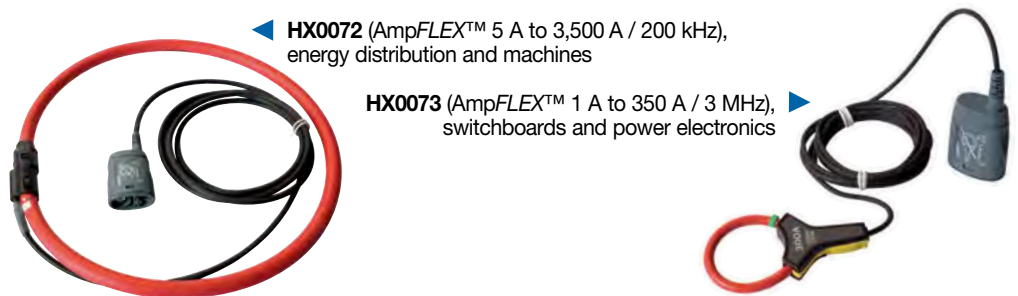 HX0072 (AmpFLEX™ 5 A to 3,500 A / 200 kHz),
energy distribution and machines
HX0073 (AmpFLEX™ 1 A to 350 A / 3 MHz),
switchboards and power electronics